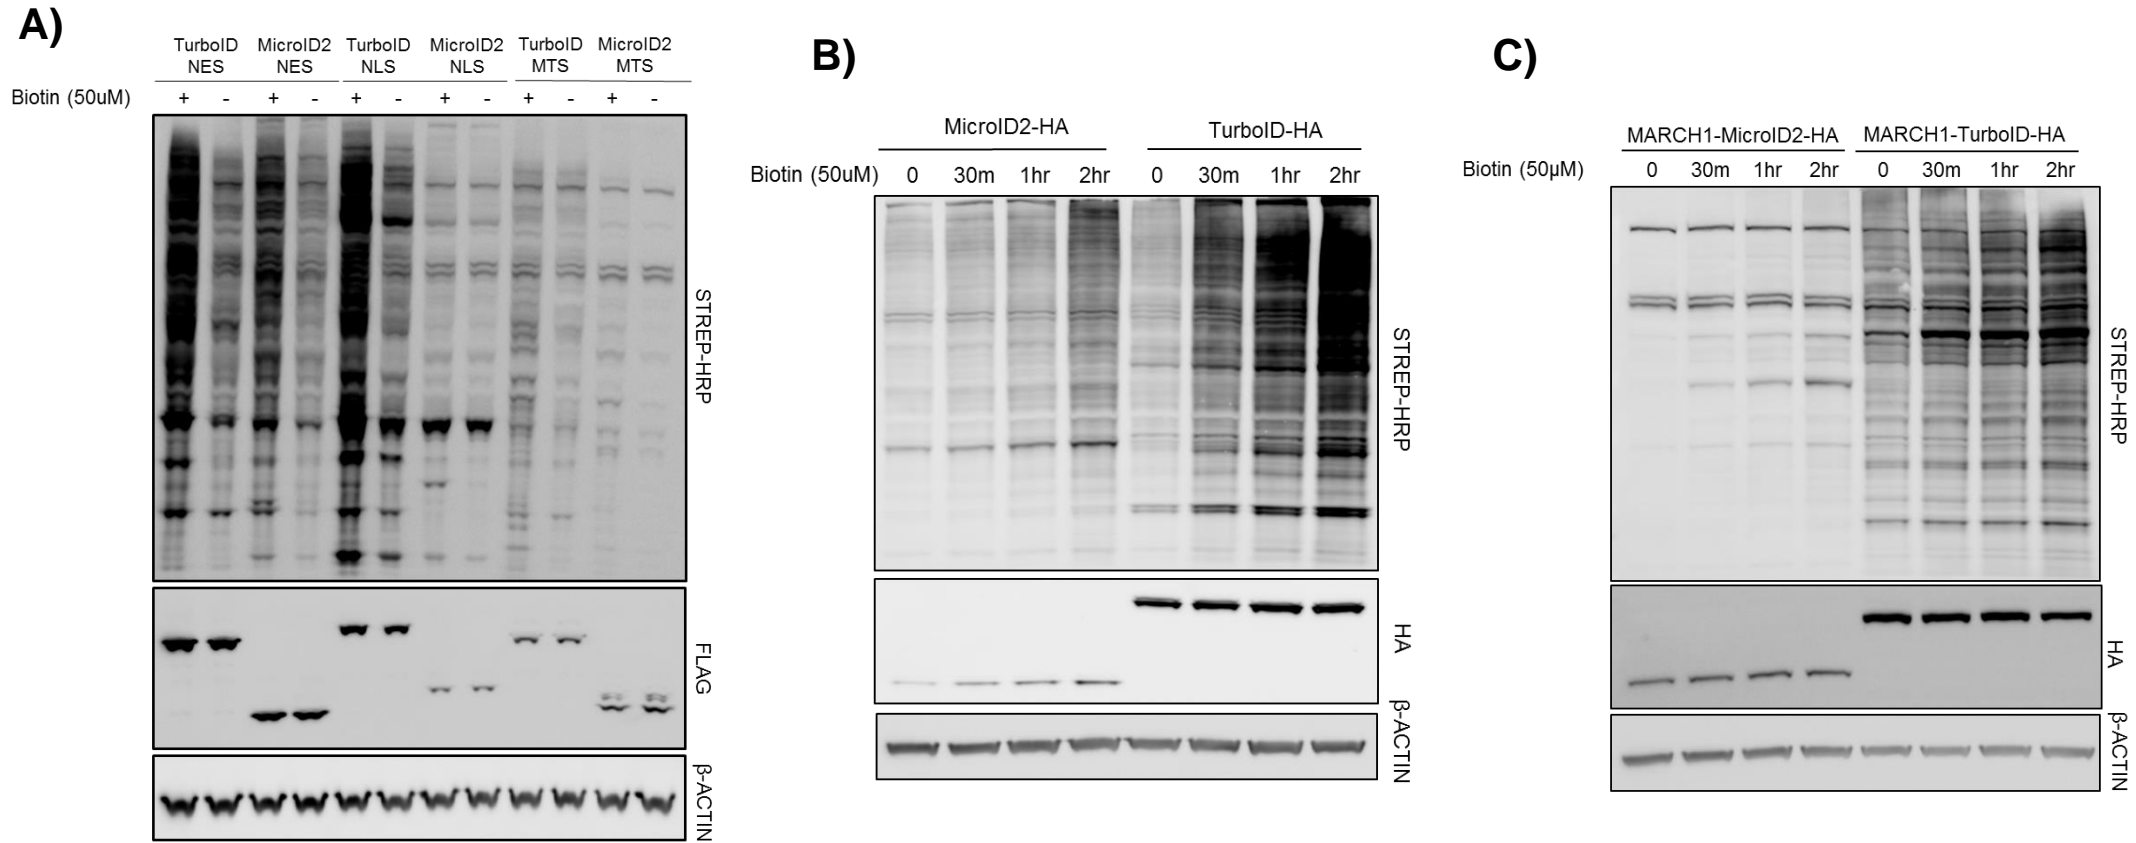 A)
TurboID MicroID2 TurboID MicroID2 TurboID MicroID2
NES NES NLS NLS MTS MTS
Biotin (50uM) + - + - + - + - + - + -
STREP-HRP
FLAG
β-ACTIN
B)
MicroID2-HA TurboID-HA
Biotin (50uM) 0 30m 1hr 2hr 0 30m 1hr 2hr
STREP-HRP
HA
β-ACTIN
C)
MARCH1-MicroID2-HA MARCH1-TurboID-HA
Biotin (50µM) 0 30m 1hr 2hr 0 30m 1hr 2hr
STREP-HRP
HA
β-ACTIN